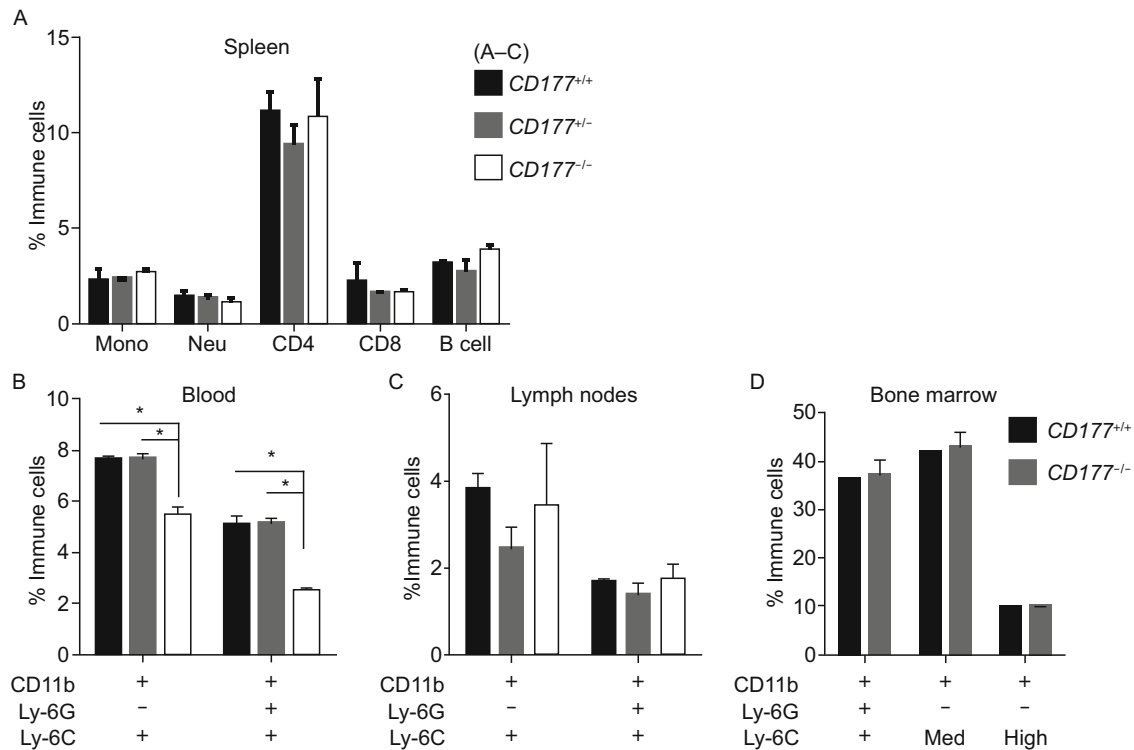 A
Spleen
(A–C)
CD177+/+
CD177+/−
CD177−/−
% Immune cells
15
10
5
0
Mono Neu CD4 CD8 B cell
B
Blood
% Immune cells
10
8
6
4
2
0
* * * *
CD11b + +
Ly-6G − +
Ly-6C + +
C
Lymph nodes
%Immune cells
6
4
2
0
CD11b + +
Ly-6G − +
Ly-6C + +
D
Bone marrow
CD177+/+
CD177−/−
% Immune cells
50
40
30
20
10
0
CD11b + + +
Ly-6G + − −
Ly-6C + Med High